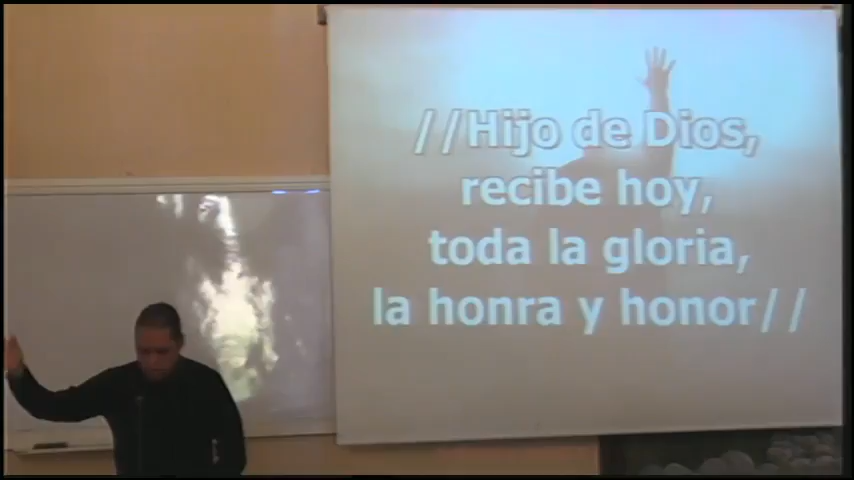 //Hijo de Dios,
recibe hoy,
toda la gloria,
la honra y honor//